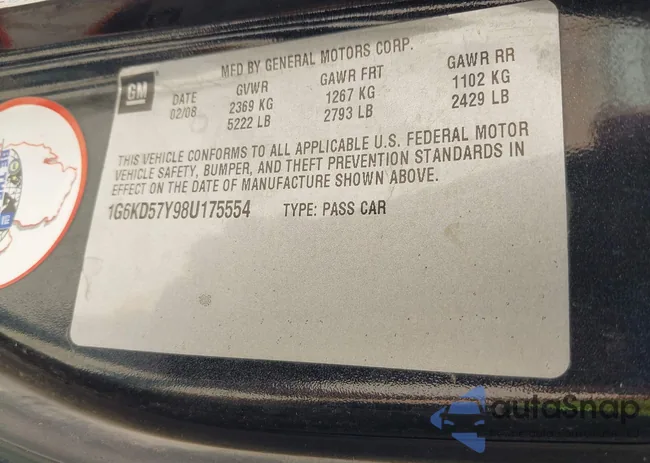 GM
MFD BY GENERAL MOTORS CORP.
DATE GVWR GAWR FRT GAWR RR
02/08 2369 KG 1267 KG 1102 KG
5222 LB 2793 LB 2429 LB
THIS VEHICLE CONFORMS TO ALL APPLICABLE U.S. FEDERAL MOTOR
VEHICLE SAFETY, BUMPER, AND THEFT PREVENTION STANDARDS IN
EFFECT ON THE DATE OF MANUFACTURE SHOWN ABOVE.
1G6KD57Y98U175554 TYPE: PASS CAR
autoSnap